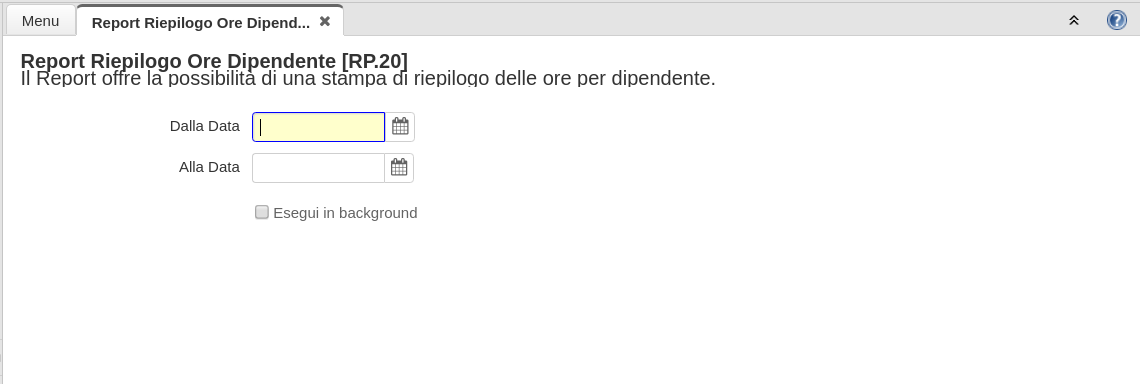 Menu
Report Riepilogo Ore Dipend...
Report Riepilogo Ore Dipendente [RP.20]
Il Report offre la possibilità di una stampa di riepilogo delle ore per dipendente.
Dalla Data
Alla Data
Esegui in background